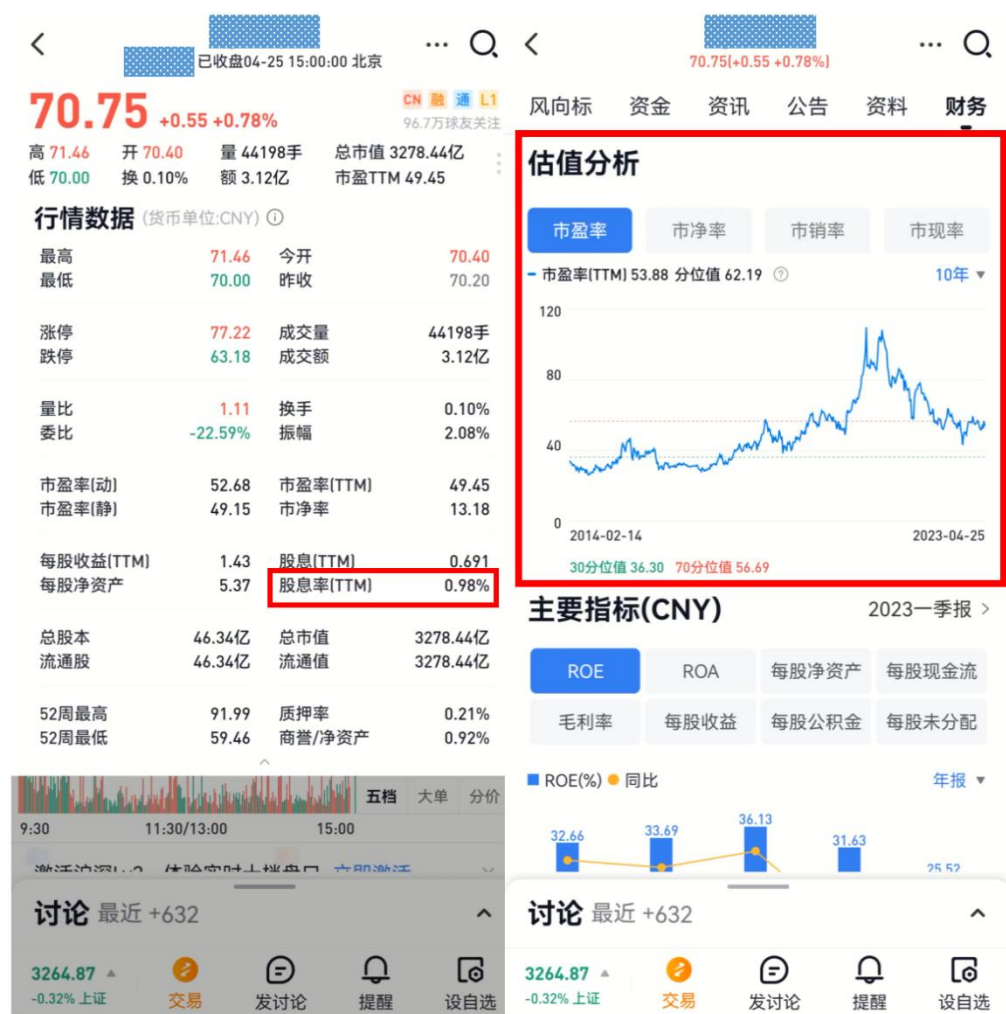 已收盘04-25 15:00:00 北京
70.75 +0.55 +0.78%
CN 融 通 L1
96.7万球友关注
高 71.46 开 70.40 量 44198手 总市值 3278.44亿
低 70.00 换 0.10% 额 3.12亿 市盈TTM 49.45
行情数据 (货币单位:CNY)
最高 71.46 今开 70.40
最低 70.00 昨收 70.20
涨停 77.22 成交量 44198手
跌停 63.18 成交额 3.12亿
量比 1.11 换手 0.10%
委比 -22.59% 振幅 2.08%
市盈率(动) 52.68 市盈率(TTM) 49.45
市盈率(静) 49.15 市净率 13.18
每股收益(TTM) 1.43 股息(TTM) 0.691
每股净资产 5.37 股息率(TTM) 0.98%
总股本 46.34亿 总市值 3278.44亿
流通股 46.34亿 流通值 3278.44亿
52周最高 91.99 质押率 0.21%
52周最低 59.46 商誉/净资产 0.92%
五档 大单 分价
9:30 11:30/13:00 15:00
讨论 最近 +632
3264.87
-0.32% 上证
交易 发讨论 提醒 设自选
70.75(+0.55 +0.78%)
风向标 资金 资讯 公告 资料 财务
估值分析
市盈率 市净率 市销率 市现率
市盈率(TTM) 53.88 分位值 62.19 10年
120
80
40
0
2014-02-14 2023-04-25
30分位值 36.30 70分位值 56.69
主要指标(CNY) 2023一季报
ROE ROA 每股净资产 每股现金流
毛利率 每股收益 每股公积金 每股未分配
ROE(%) 同比 年报
32.66 33.69 36.13 31.63 25.52
讨论 最近 +632
3264.87
-0.32% 上证
交易 发讨论 提醒 设自选